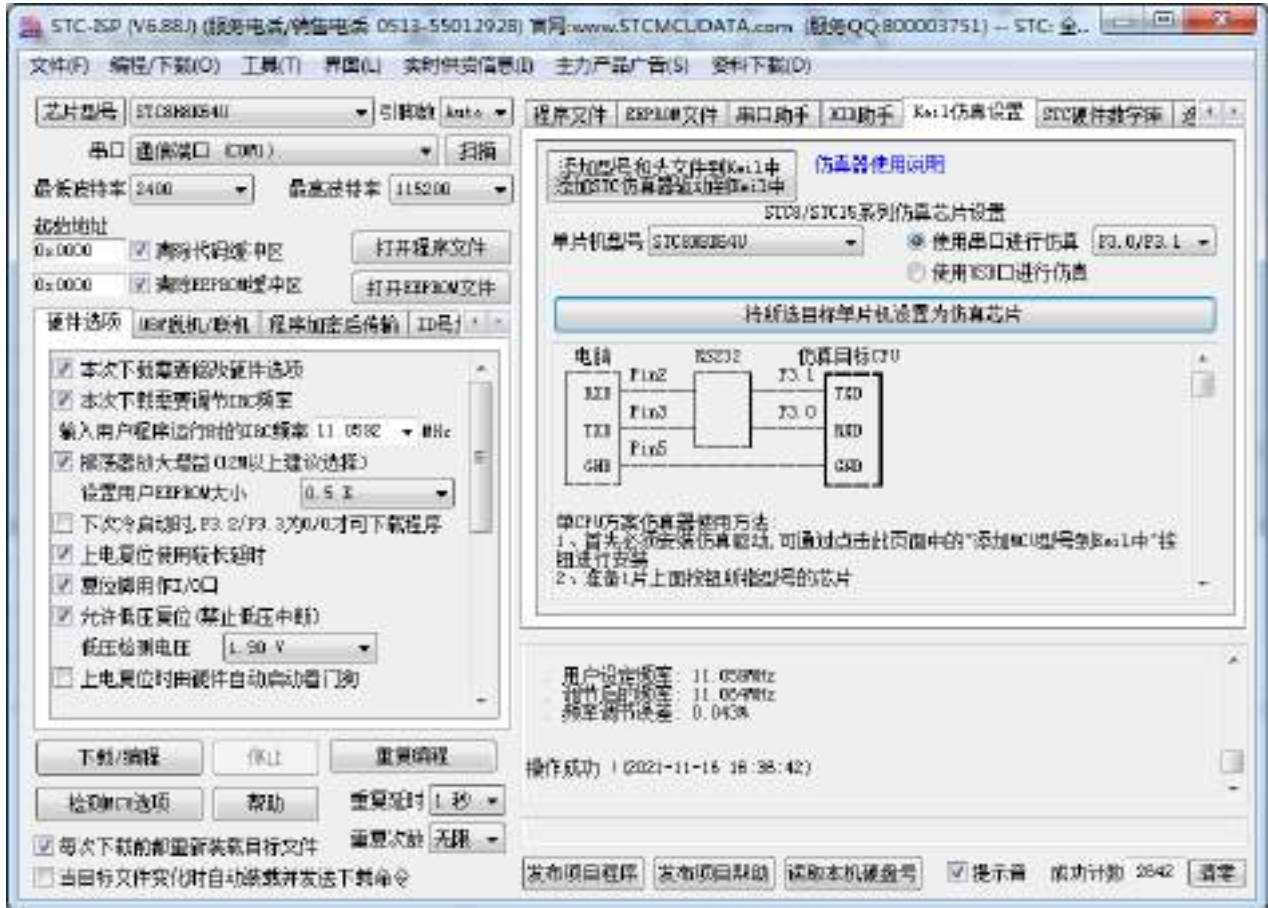 STC-ISP (V6.88J) (服务电话/销售电话 0513-55012928) 官网:www.STCMCUDATA.com (服务QQ:800003751) -- STC: 全..
文件(F) 编程/下载(O) 工具(T) 界面(L) 实时供货信息(I) 主力产品广告(S) 资料下载(D)
芯片型号 STC8H8K64U 引脚数 Auto
串口 通信端口 (COM1) 扫描
最低波特率 2400 最高波特率 115200
起始地址
0x0000 清除代码缓冲区 打开程序文件
0x0000 清除EEPROM缓冲区 打开EEPROM文件
硬件选项 USB脱机/联机 程序加密后传输 ID号
本次下载需要修改硬件选项
本次下载需要调节IRC频率
输入用户程序运行时的IRC频率 11.0592 MHz
振荡器放大增益(12M以上建议选择)
设置用户EEPROM大小 0.5 K
下次冷启动时,P3.2/P3.3为0/0才可下载程序
上电复位使用较长延时
复位脚用作I/O口
允许低压复位(禁止低压中断)
低压检测电压 1.90 V
上电复位时由硬件自动启动看门狗
下载/编程 停止 重复编程
检测MCU选项 帮助 重复延时 1 秒
每次下载前都重新装载目标文件 重复次数 无限
当目标文件变化时自动装载并发送下载命令
程序文件 EEPROM文件 串口助手 HID助手 Keil仿真设置 STC硬件数学库
添加型号和头文件到Keil中
添加STC仿真器驱动到Keil中
仿真器使用说明
STC8/STC15系列仿真芯片设置
单片机型号 STC8H8K64U 使用串口进行仿真 P3.0/P3.1
使用USB口进行仿真
将所选目标单片机设置为仿真芯片
电脑 RS232 仿真目标CPU
Pin2 P3.1
RXD TXD
Pin3 P3.0
TXD RXD
Pin5
GND GND
单CPU方案仿真器使用方法:
1、首先必须安装仿真驱动,可通过点击此页面中的"添加MCU型号到Keil中"按
钮进行安装
2、准备1片上面按钮所指型号的芯片
用户设定频率: 11.059MHz
调节后的频率: 11.064MHz
频率调节误差: 0.043%
操作成功 !(2021-11-16 16:36:42)
发布项目程序 发布项目帮助 读取本机硬盘号 提示音 成功计数 2642 清零